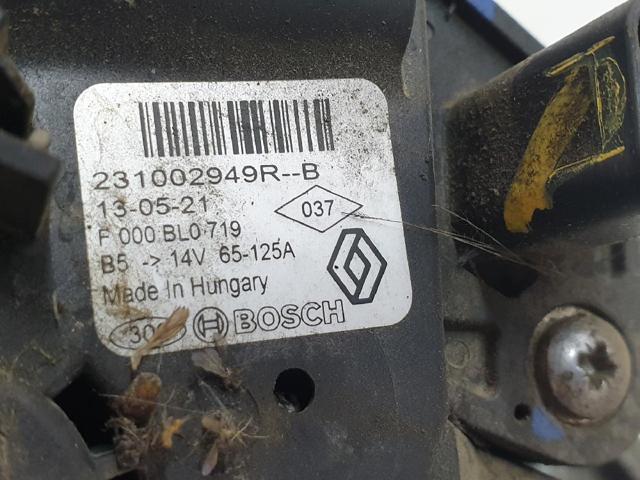 231002949R--B
13-05-21
037
F 000 BL0 719
B5 -> 14V 65-125A
Made In Hungary
BOSCH